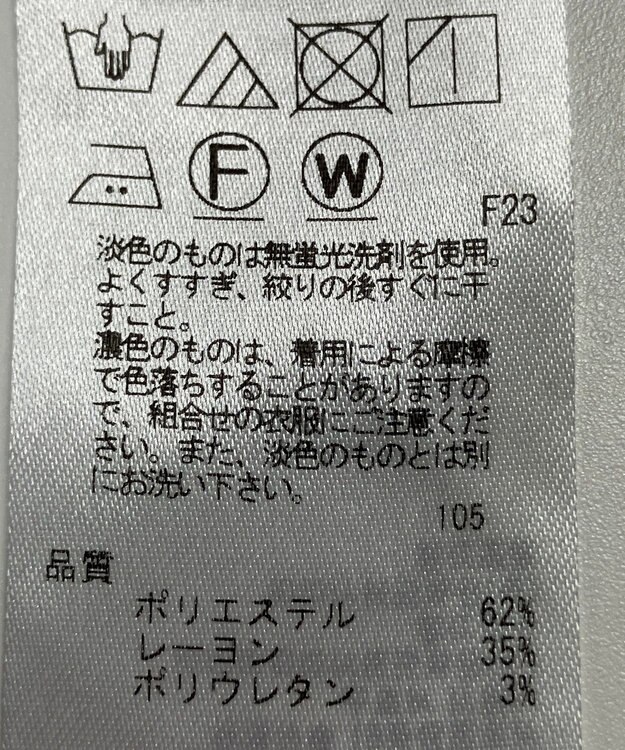 F W
F23
淡色のものは無蛍光洗剤を使用。
よくすすぎ、絞りの後すぐに干
すこと。
濃色のものは、着用による摩擦
で色落ちすることがありますの
で、組合せの衣服にご注意くだ
さい。また、淡色のものとは別
にお洗い下さい。
105
品質
ポリエステル 62%
レーヨン 35%
ポリウレタン 3%